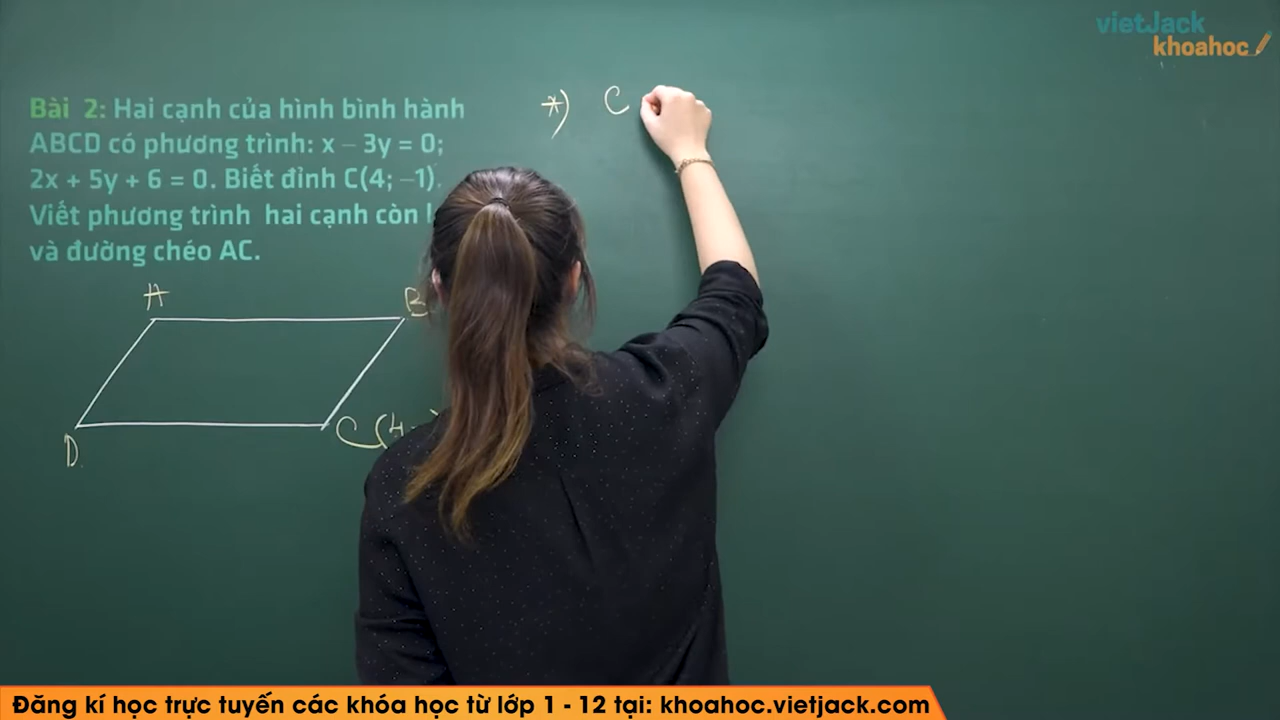 vietJack
khoahoc
Bài 2: Hai cạnh của hình bình hành
ABCD có phương trình: x – 3y = 0;
2x + 5y + 6 = 0. Biết đỉnh C(4; –1).
Viết phương trình hai cạnh còn
và đường chéo AC.
*) C
A
B
D
C(4
Đăng kí học trực tuyến các khóa học từ lớp 1 - 12 tại: khoahoc.vietjack.com